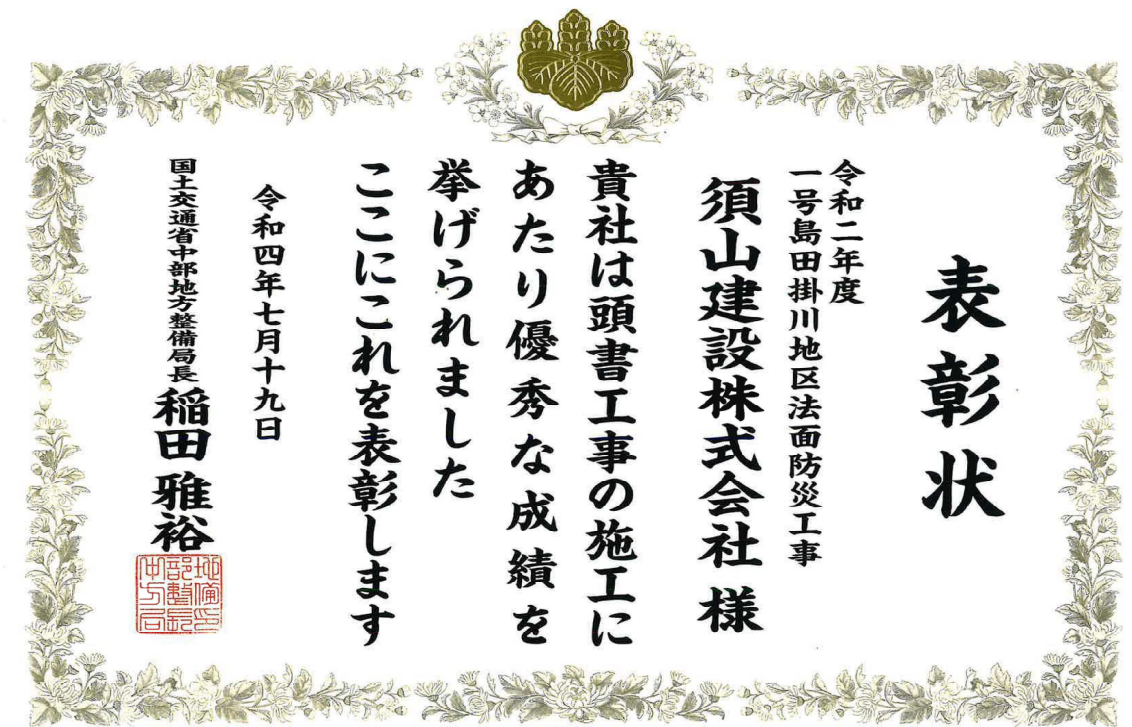 表彰状
令和二年度
一号島田掛川地区法面防災工事
須山建設株式会社 様
貴社は頭書工事の施工に
あたり優秀な成績を
挙げられました
ここにこれを表彰します
令和四年七月十九日
国土交通省中部地方整備局長 稲田雅裕